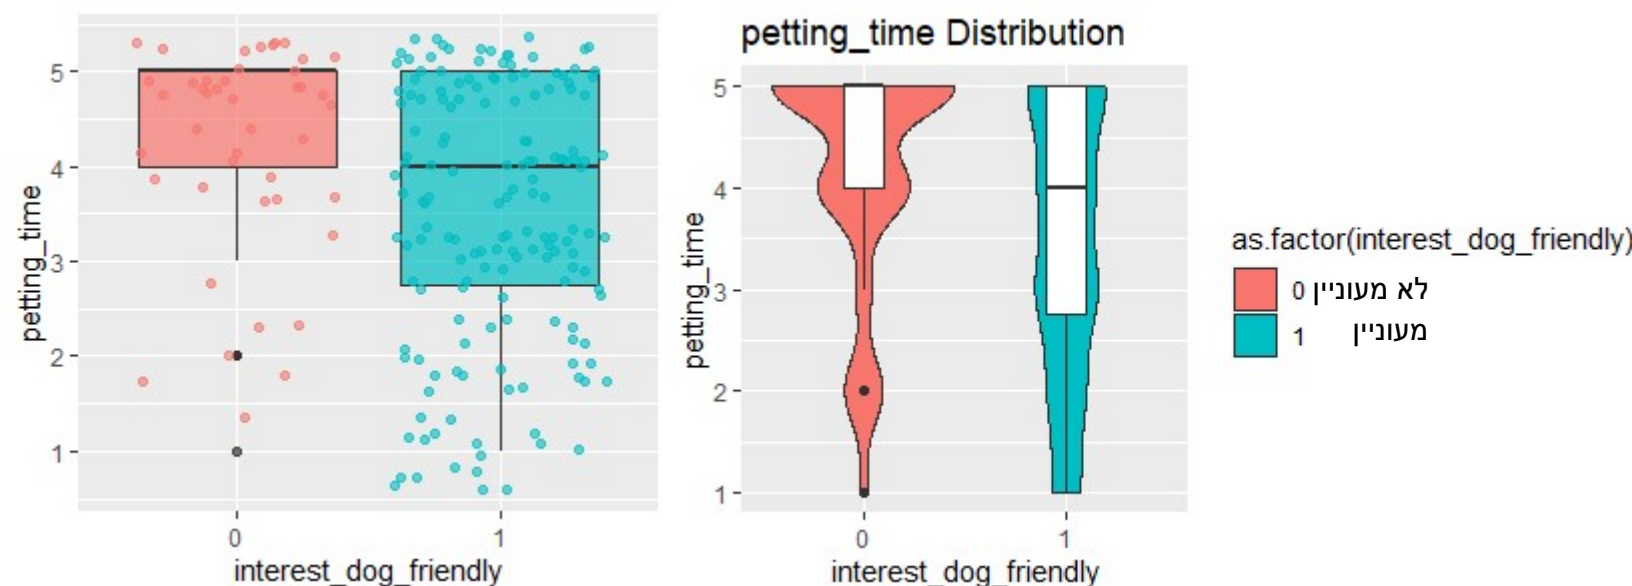 petting_time
5
4
3
2
1
0
1
interest_dog_friendly
petting_time Distribution
petting_time
5
4
3
2
1
0
1
interest_dog_friendly
as.factor(interest_dog_friendly)
0 לא מעוניין
1 מעוניין